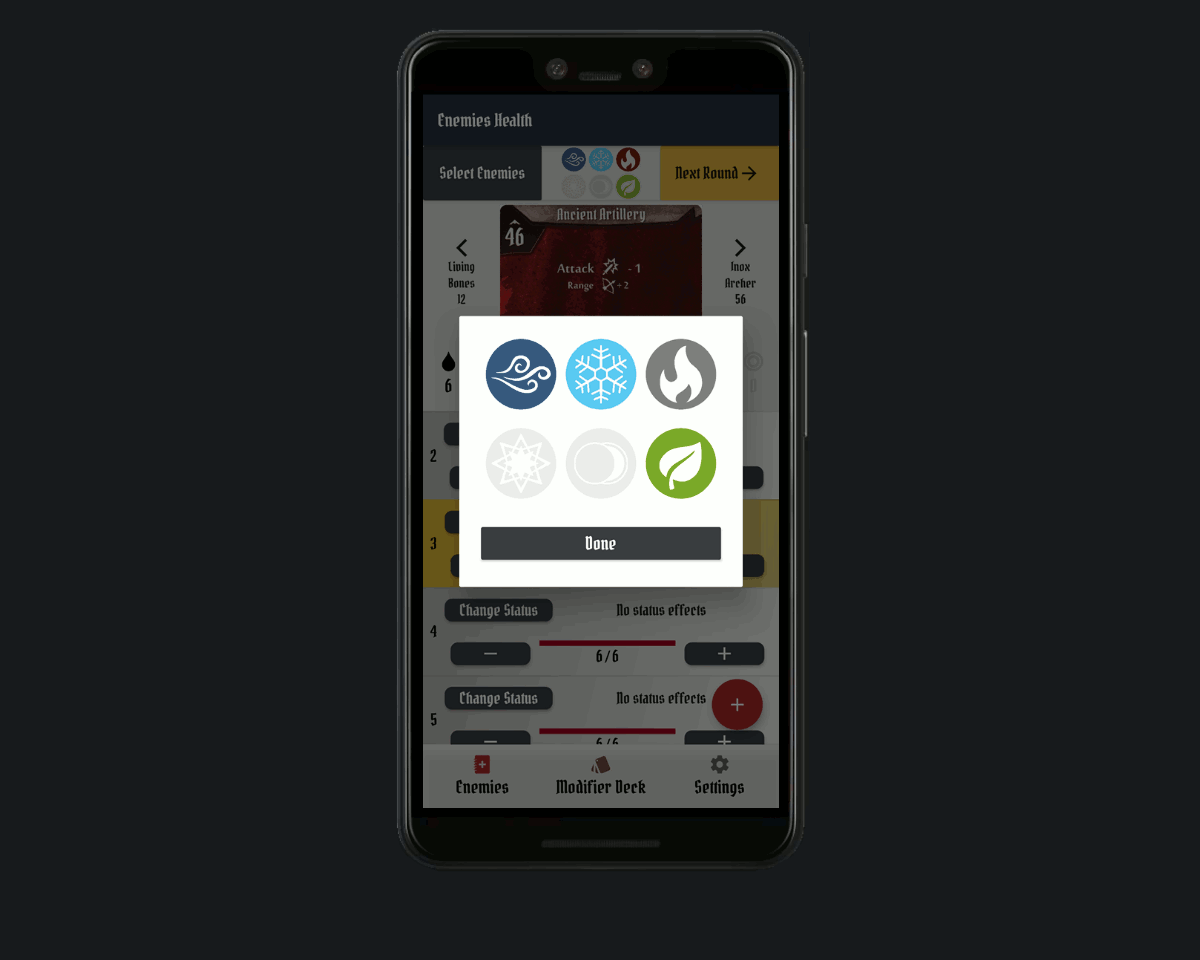 Enemies Health
Select Enemies
Next Round
Ancient Artillery
46
Attack - 1
Range +2
Living
Bones
12
Inox
Archer
56
6
0
2
Done
3
Change Status
No status effects
4
6/6
Change Status
No status effects
5
6/6
Enemies
Modifier Deck
Settings